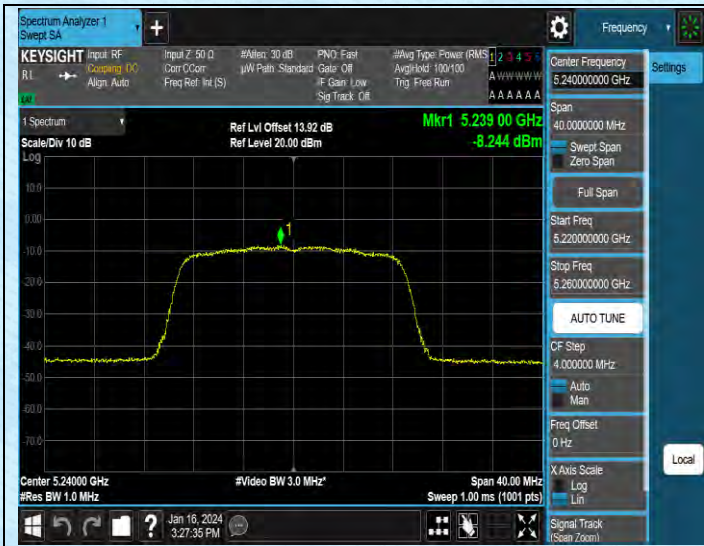 Spectrum Analyzer 1
Swept SA
+
Frequency
KEYSIGHT
Input: RF
Input Z: 50 Ω
#Atten: 30 dB
PNO: Fast
#Avg Type: Power (RMS
1 2 3 4 5 6
RL
Coupling: DC
Corr CCorr
µW Path: Standard
Gate: Off
Avg|Hold: 100/100
A W W W W W
Align: Auto
Freq Ref: Int (S)
IF Gain: Low
Trig: Free Run
Sig Track: Off
A A A A A A
1 Spectrum
Ref Lvl Offset 13.92 dB
Mkr1 5.239 00 GHz
Scale/Div 10 dB
Ref Level 20.00 dBm
-8.244 dBm
Log
10.0
0.00
-10.0
-20.0
-30.0
-40.0
-50.0
-60.0
-70.0
1
Center 5.24000 GHz
#Video BW 3.0 MHz*
Span 40.00 MHz
#Res BW 1.0 MHz
Sweep 1.00 ms (1001 pts)
Jan 16, 2024
3:27:35 PM
?
Center Frequency
5.240000000 GHz
Settings
Span
40.0000000 MHz
Swept Span
Zero Span
Full Span
Start Freq
5.220000000 GHz
Stop Freq
5.260000000 GHz
AUTO TUNE
CF Step
4.000000 MHz
Auto
Man
Freq Offset
0 Hz
X Axis Scale
Log
Lin
Local
Signal Track
(Span Zoom)